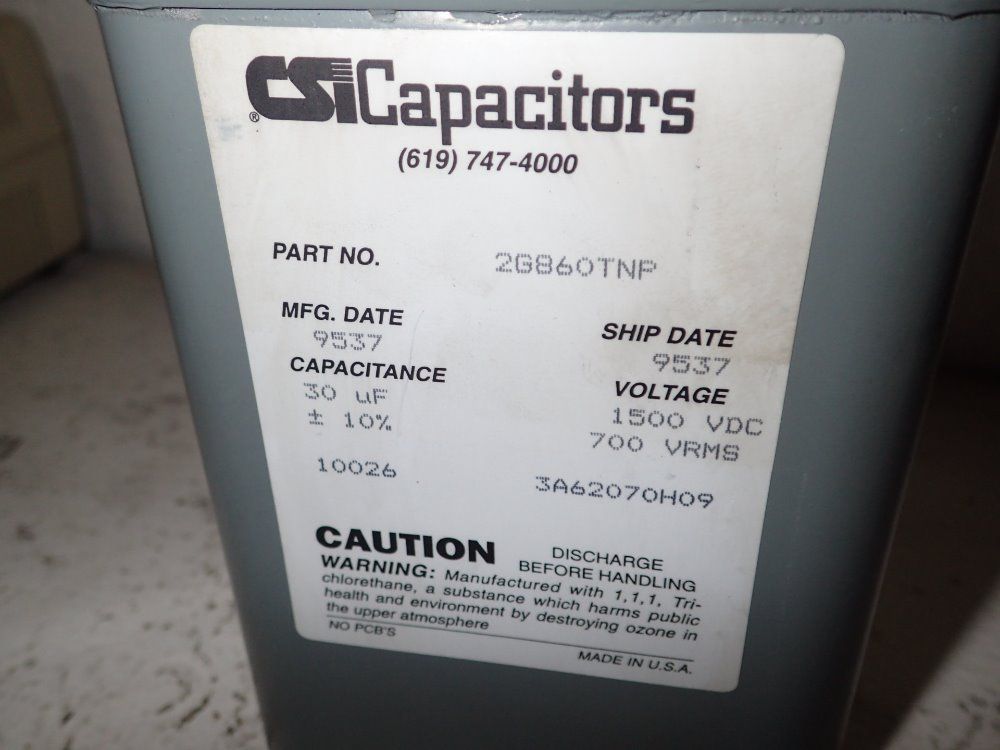 CSI Capacitors
®
(619) 747-4000
PART NO. 2G860TNP
MFG. DATE
9537
SHIP DATE
9537
CAPACITANCE
30 uF
± 10%
VOLTAGE
1500 VDC
700 VRMS
10026
3A62070H09
CAUTION DISCHARGE BEFORE HANDLING
WARNING: Manufactured with 1,1,1, Tri-
chlorethane, a substance which harms public
health and environment by destroying ozone in
the upper atmosphere
NO PCB'S
MADE IN U.S.A.